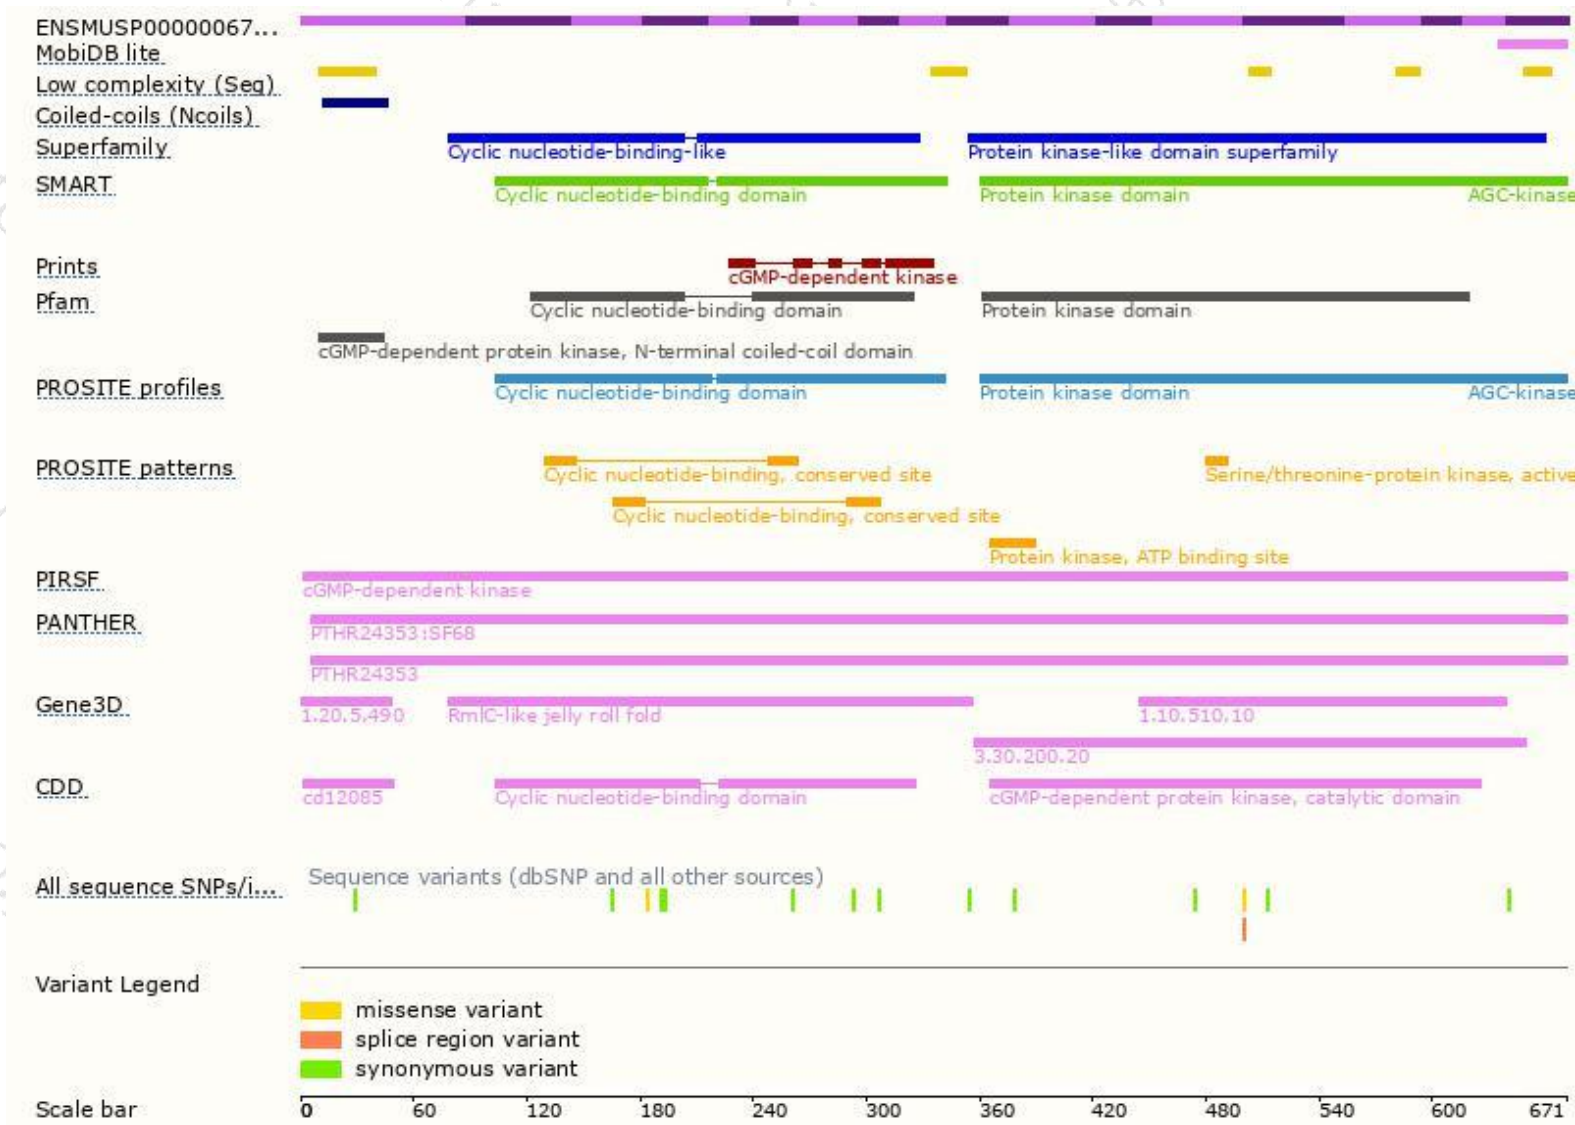 ENSMUSP00000067...
MobiDB lite
Low complexity (Seg)
Coiled-coils (Ncoils)
Superfamily
Cyclic nucleotide-binding-like
Protein kinase-like domain superfamily
SMART
Cyclic nucleotide-binding domain
Protein kinase domain
AGC-kinase
Prints
cGMP-dependent kinase
Pfam
Cyclic nucleotide-binding domain
Protein kinase domain
cGMP-dependent protein kinase, N-terminal coiled-coil domain
PROSITE profiles
Cyclic nucleotide-binding domain
Protein kinase domain
AGC-kinase
PROSITE patterns
Cyclic nucleotide-binding, conserved site
Serine/threonine-protein kinase, active
Cyclic nucleotide-binding, conserved site
Protein kinase, ATP binding site
PIRSF
cGMP-dependent kinase
PANTHER
PTHR24353:SF68
PTHR24353
Gene3D
1.20.5.490
RmlC-like jelly roll fold
1.10.510.10
3.30.200.20
CDD
cd12085
Cyclic nucleotide-binding domain
cGMP-dependent protein kinase, catalytic domain
All sequence SNPs/i...
Sequence variants (dbSNP and all other sources)
Variant Legend
missense variant
splice region variant
synonymous variant
Scale bar
0 60 120 180 240 300 360 420 480 540 600 671